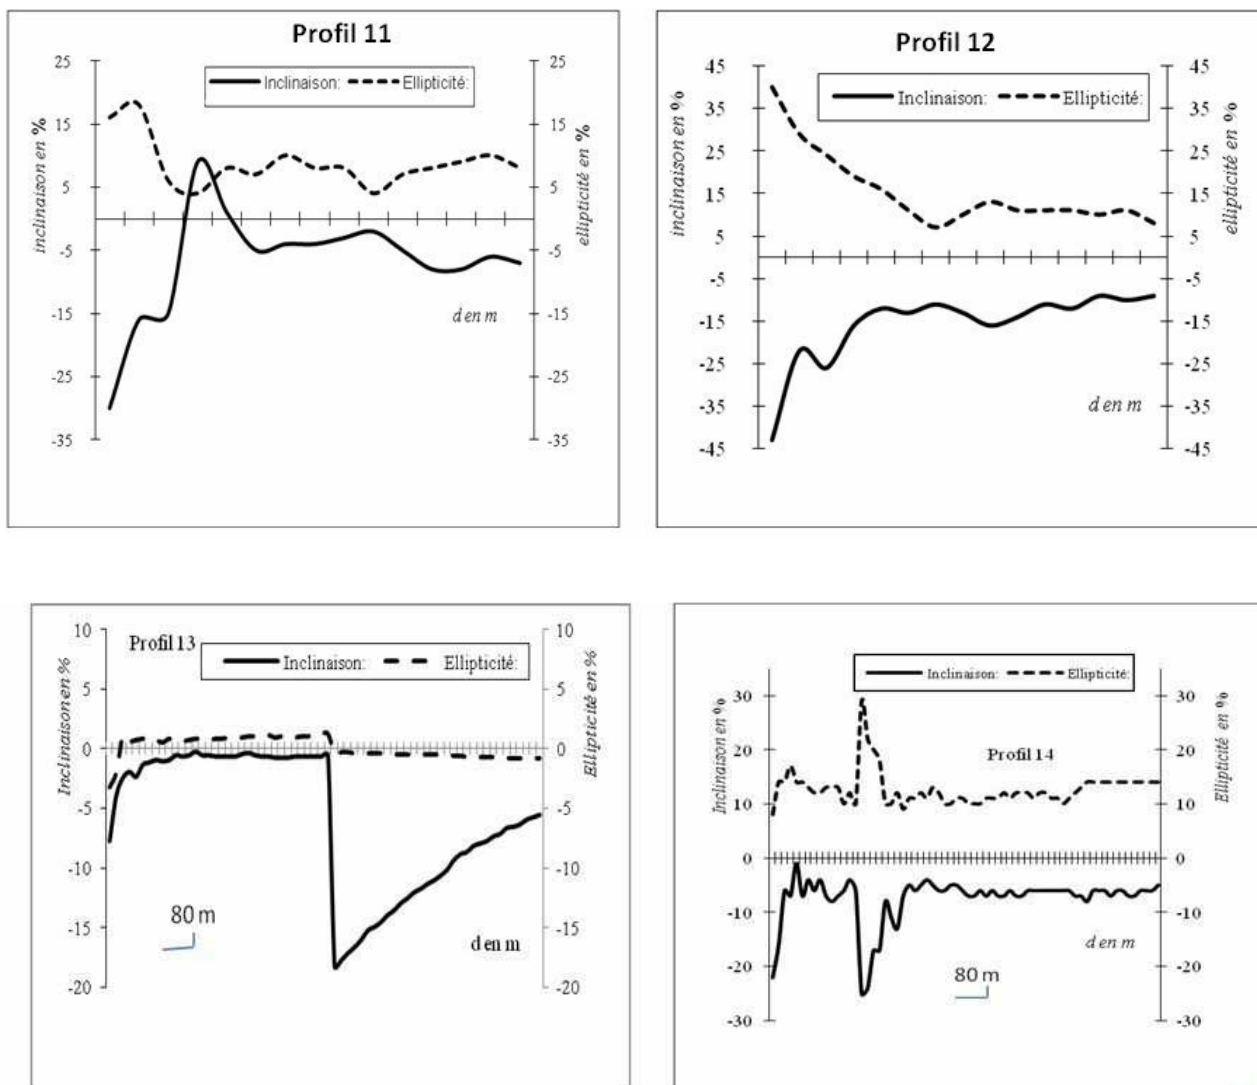 Profil 11
Inclinaison: Ellipticité:
inclinaison en %
25
15
5
-5
-15
-25
-35
25
15
5
-5
-15
-25
-35
ellipticité en %
d en m
Profil 12
Inclinaison: Ellipticité:
inclinaison en %
45
35
25
15
5
-5
-15
-25
-35
-45
45
35
25
15
5
-5
-15
-25
-35
-45
ellipticité en %
d en m
Profil 13
Inclinaison: Ellipticité:
Inclinaison en %
10
5
0
-5
-10
-15
-20
10
5
0
-5
-10
-15
-20
Ellipticité en %
80 m
d en m
Inclinaison: Ellipticité:
Profil 14
Inclinaison en %
30
20
10
0
-10
-20
-30
30
20
10
0
-10
-20
-30
Ellipticité en %
d en m
80 m